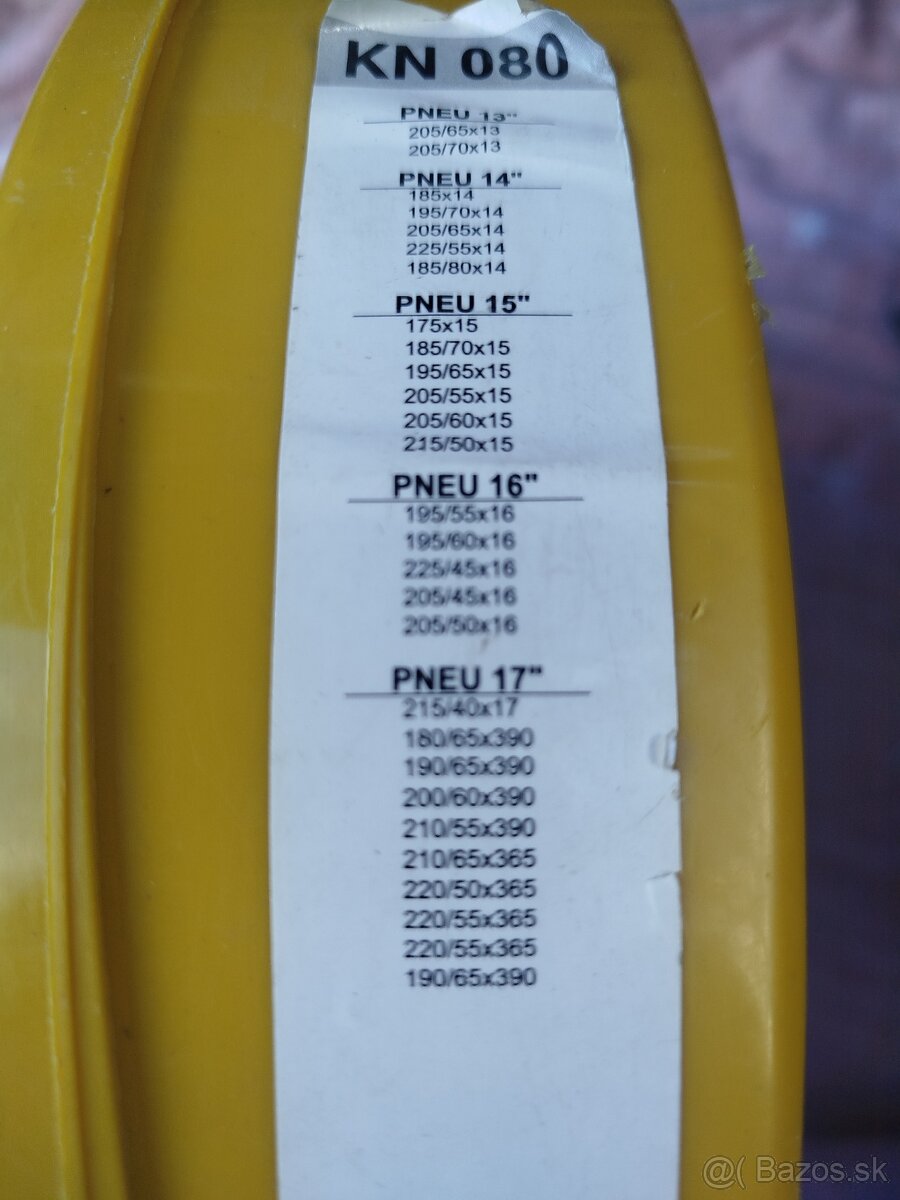 KN 080
PNEU 13"
205/65x13
205/70x13
PNEU 14"
185x14
195/70x14
205/65x14
225/55x14
185/80x14
PNEU 15"
175x15
185/70x15
195/65x15
205/55x15
205/60x15
215/50x15
PNEU 16"
195/55x16
195/60x16
225/45x16
205/45x16
205/50x16
PNEU 17"
215/40x17
180/65x390
190/65x390
200/60x390
210/55x390
210/65x365
220/50x365
220/55x365
220/55x365
190/65x390
@( Bazos.sk